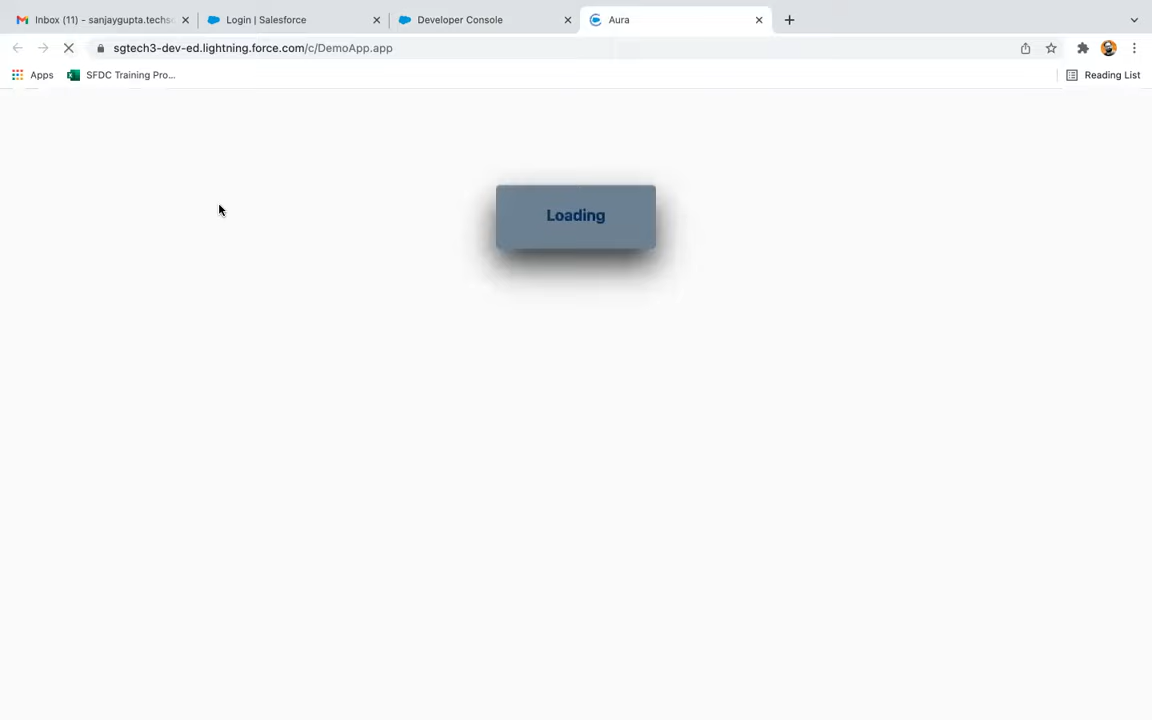 Inbox (11) - sanjaygupta.techsc
Login | Salesforce
Developer Console
Aura
sgtech3-dev-ed.lightning.force.com/c/DemoApp.app
Apps
SFDC Training Pro...
Reading List
Loading